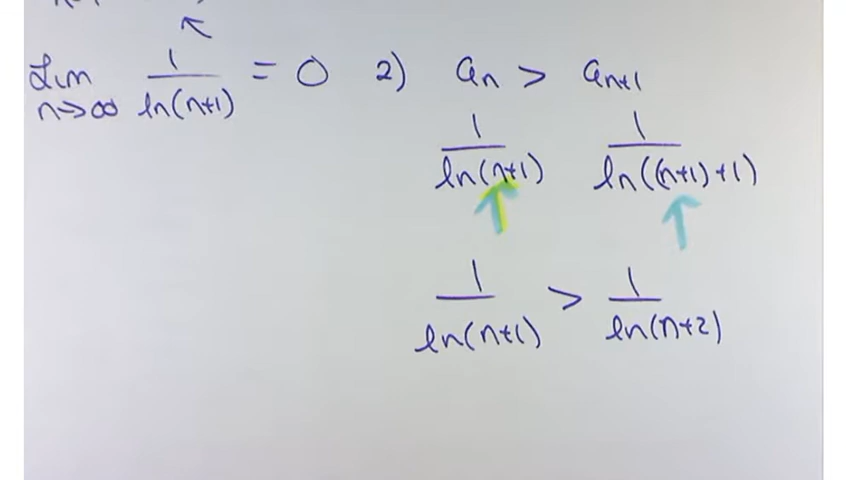 Lim n→∞ 1/ln(n+1) = 0 2) an > an+1
1/ln(n+1) 1/ln((n+1)+1)
1/ln(n+1) > 1/ln(n+2)